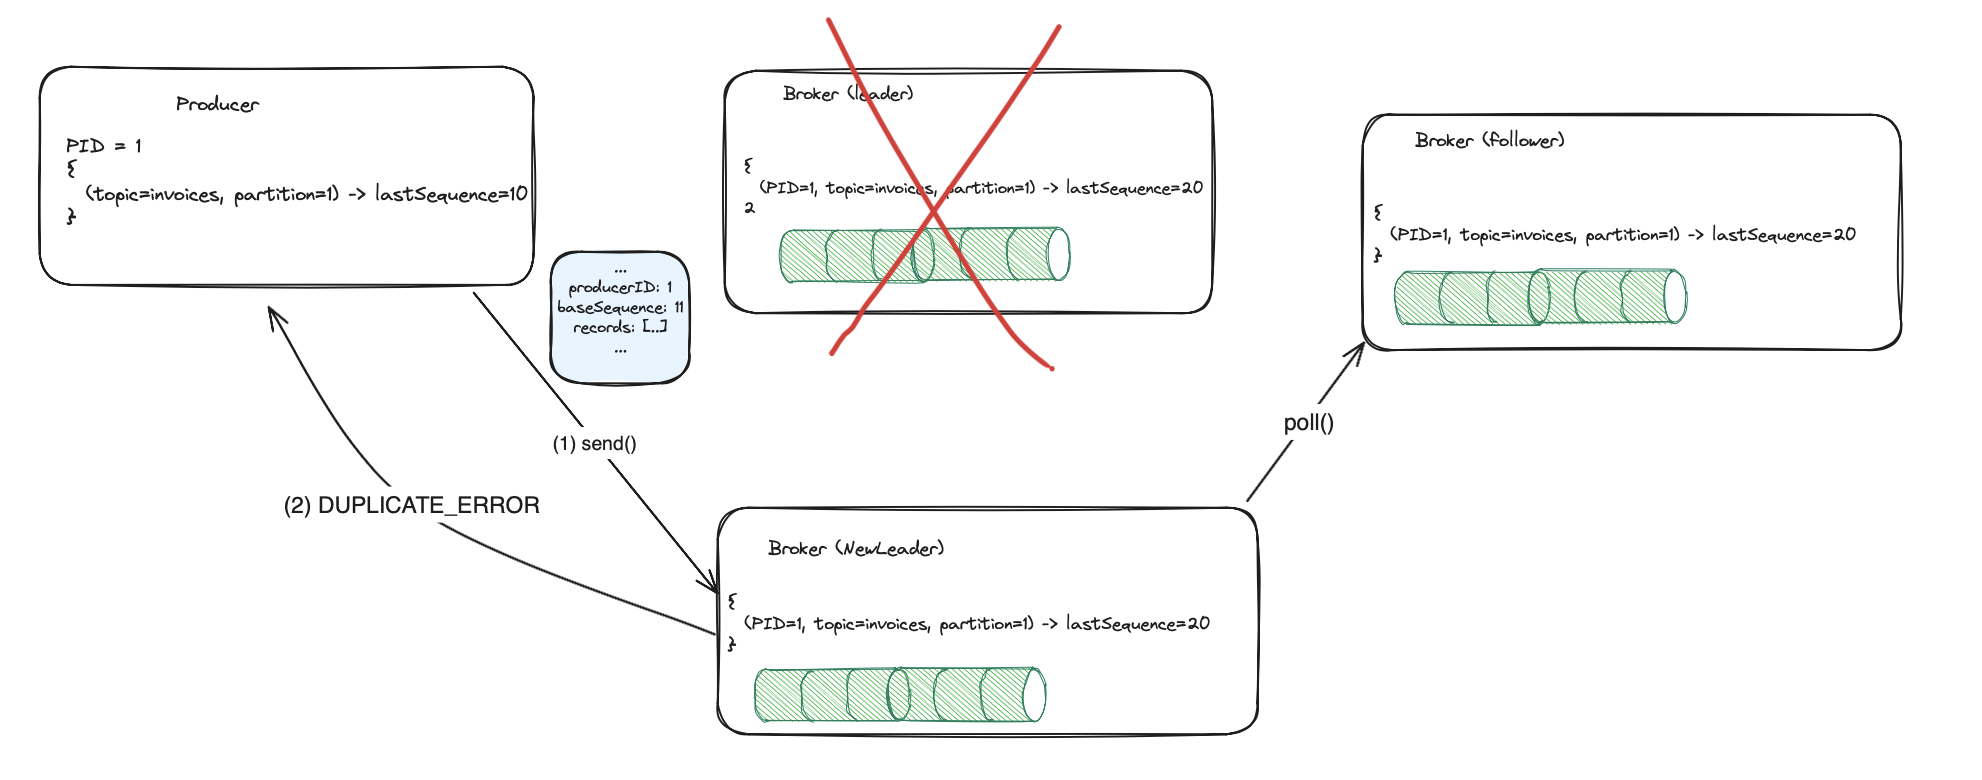 Producer
PID = 1
{
(topic=invoices, partition=1) -> lastSequence=10
}
...
producerID: 1
baseSequence: 11
records: [...]
...
Broker (leader)
{
(PID=1, topic=invoices, partition=1) -> lastSequence=20
2
Broker (follower)
{
(PID=1, topic=invoices, partition=1) -> lastSequence=20
}
(1) send()
(2) DUPLICATE_ERROR
poll()
Broker (NewLeader)
{
(PID=1, topic=invoices, partition=1) -> lastSequence=20
}